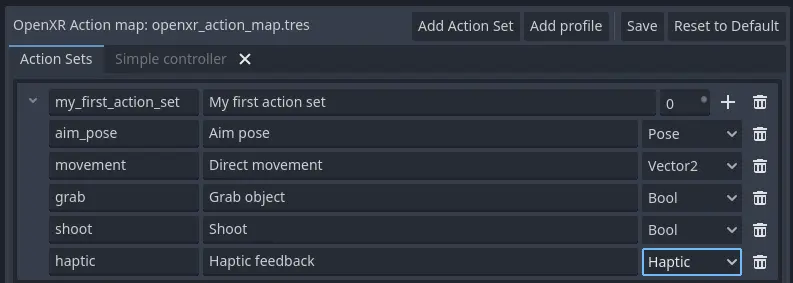 OpenXR Action map: openxr_action_map.tres Add Action Set Add profile Save Reset to Default
Action Sets Simple controller
my_first_action_set My first action set 0
aim_pose Aim pose Pose
movement Direct movement Vector2
grab Grab object Bool
shoot Shoot Bool
haptic Haptic feedback Haptic